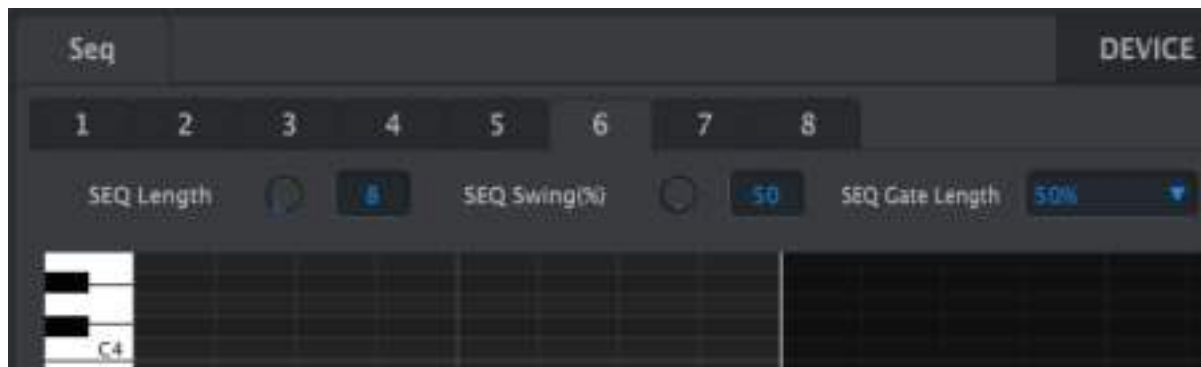 Seq DEVICE
1 2 3 4 5 6 7 8
SEQ Length 8 SEQ Swing(%) 50 SEQ Gate Length 50%
C4